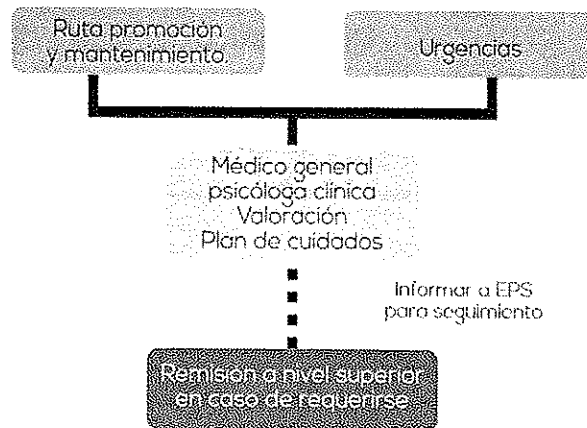 Ruta promoción
y mantenimiento.
Urgencias
Médico general
psicóloga clínica
Valoración
Plan de cuidados
Informar a EPS
para seguimiento
Remisión a nivel superior
en caso de requerirse